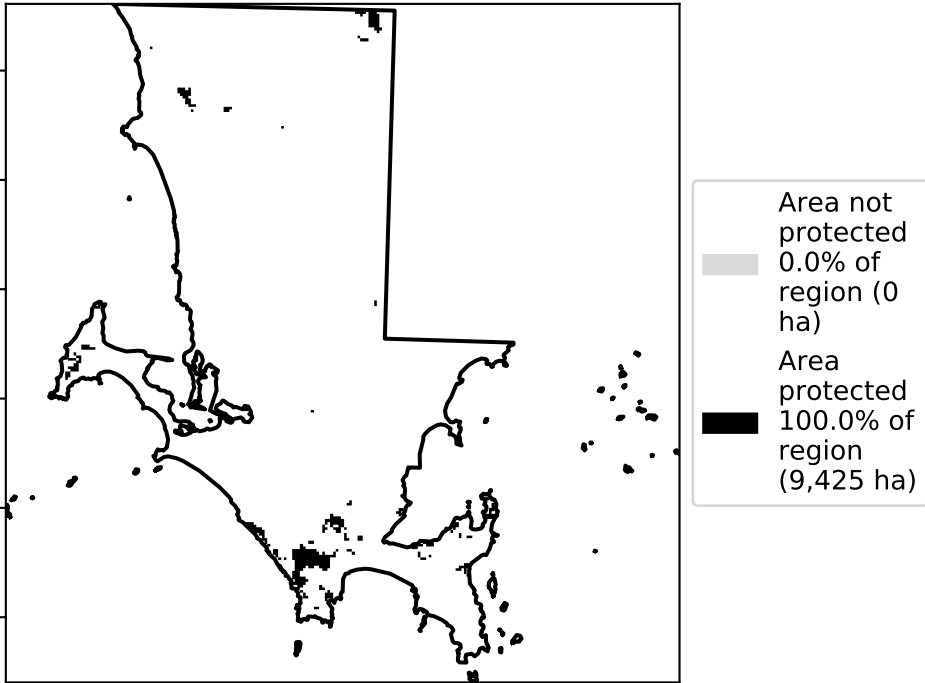 Area not
protected
0.0% of
region (0
ha)
Area
protected
100.0% of
region
(9,425 ha)